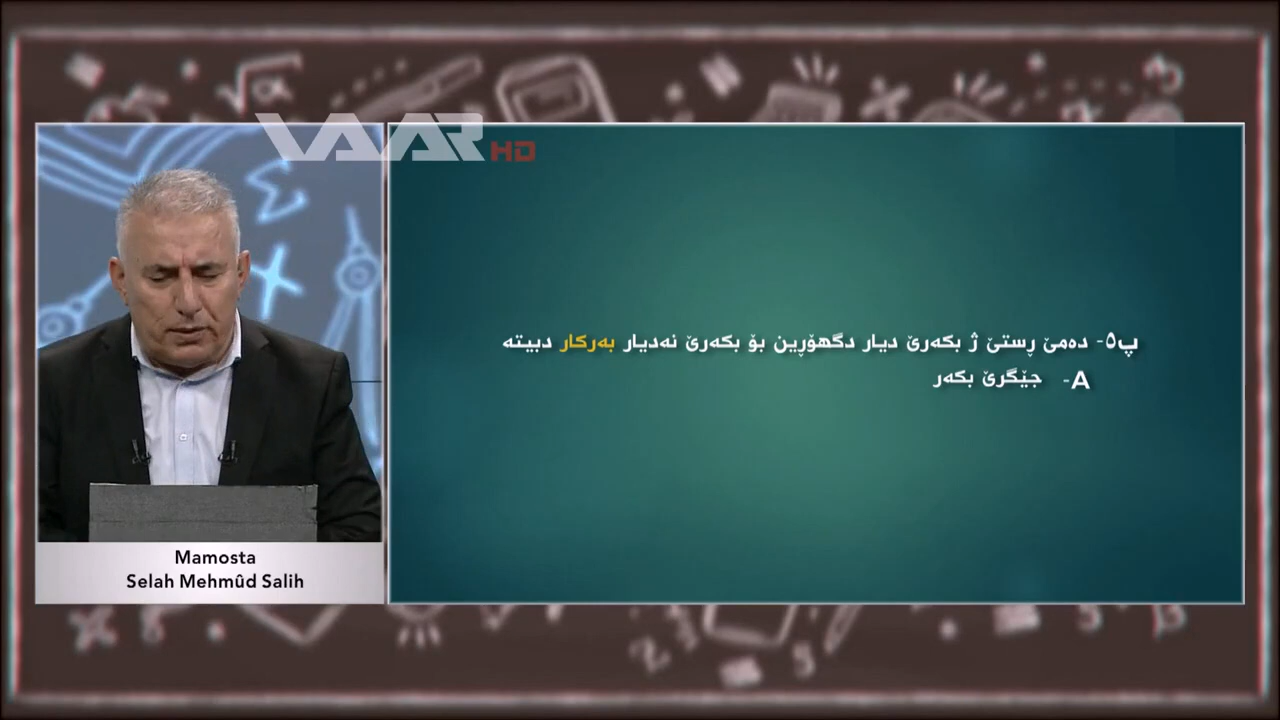 VAAR HD
پ٥- دەمێ ڕستێ ژ بکەرێ دیار دگهۆڕین بۆ بکەرێ نەدیار بەرکار دبیتە
A- جێگرێ بکەر
Mamosta
Selah Mehmûd Salih